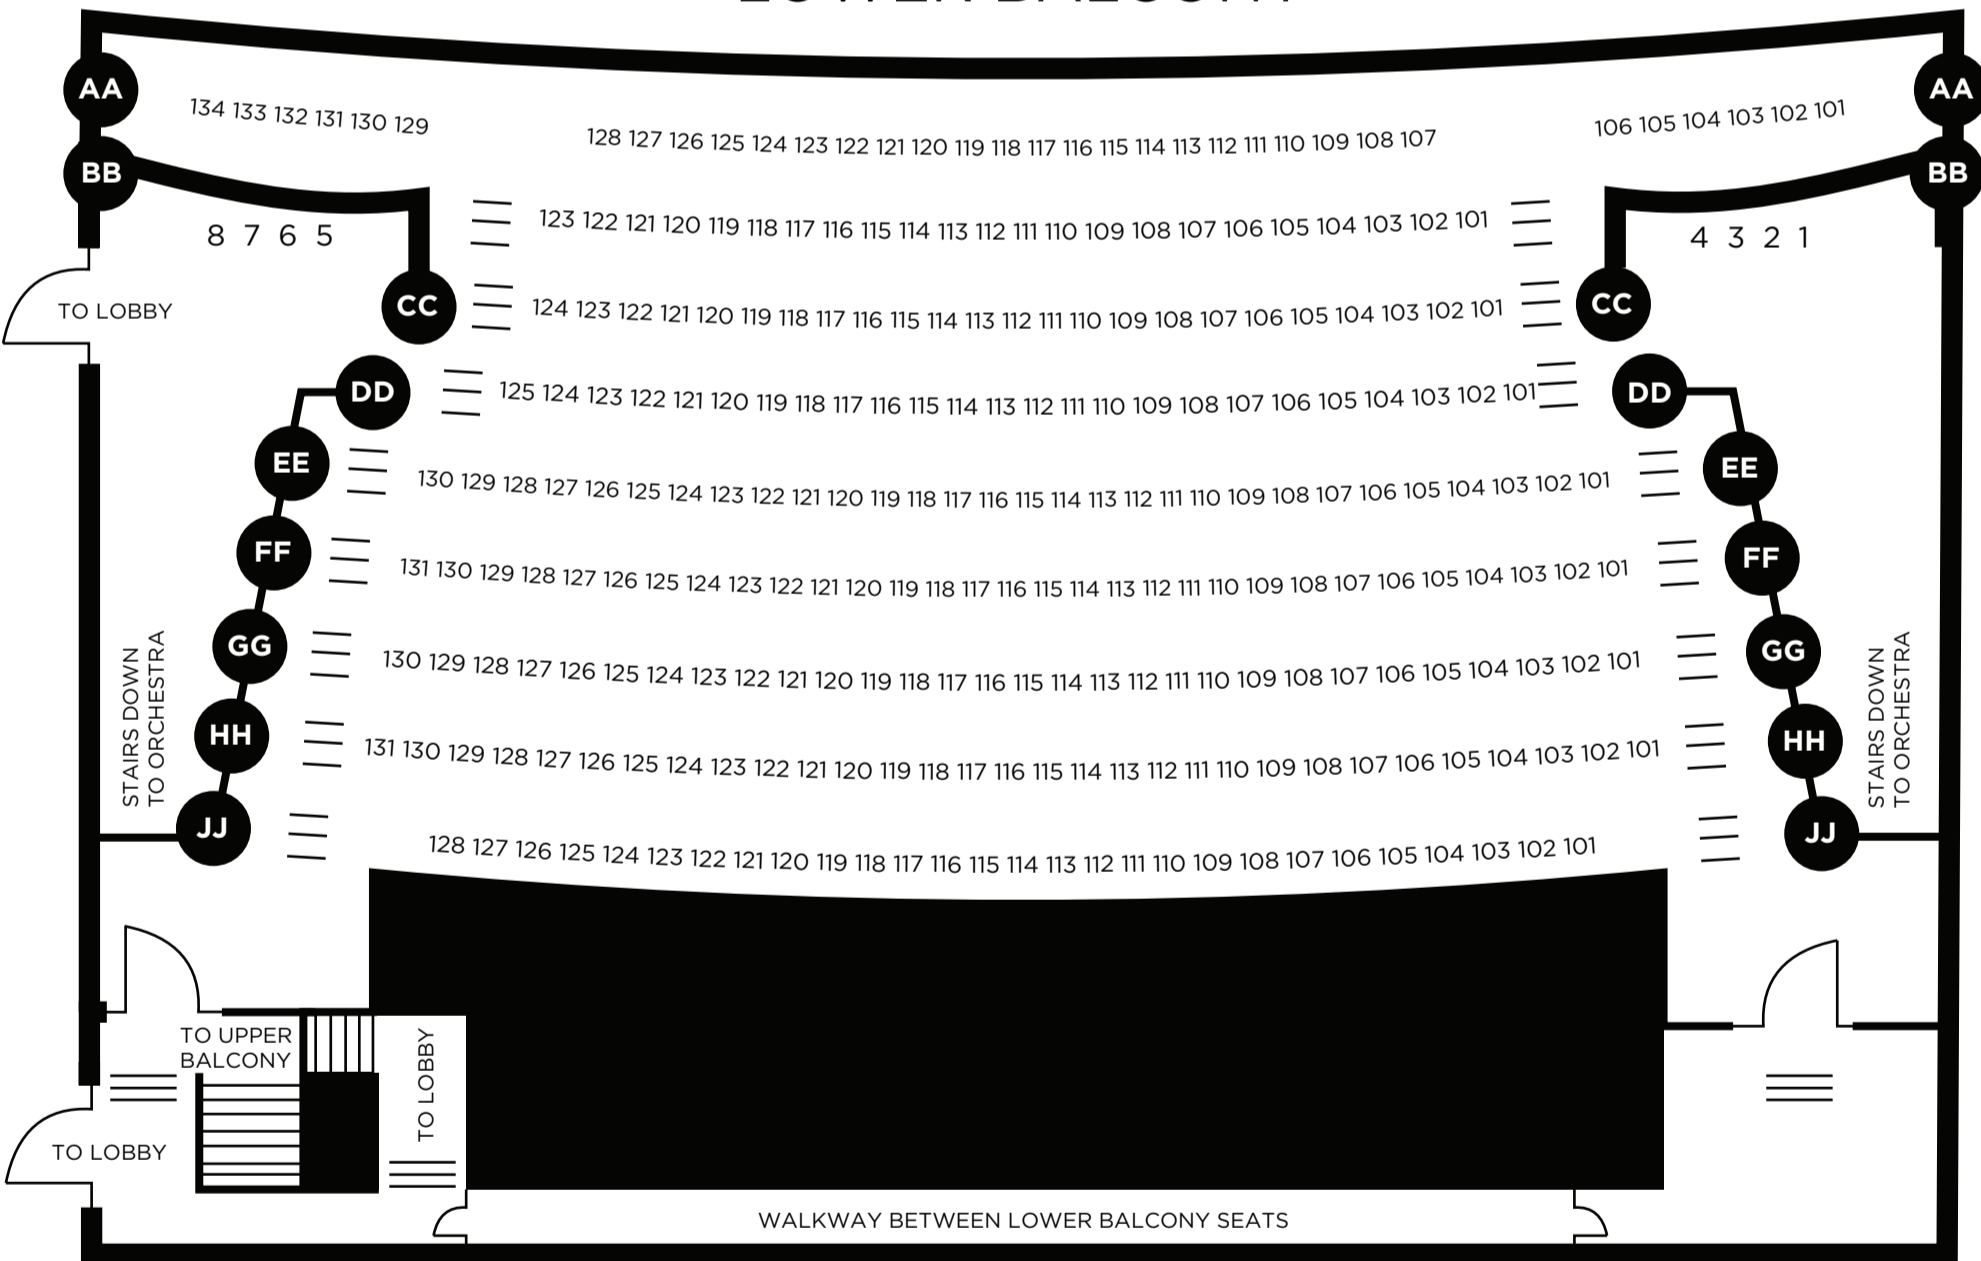 LOWER BALCONY
AA 134 133 132 131 130 129 128 127 126 125 124 123 122 121 120 119 118 117 116 115 114 113 112 111 110 109 108 107 106 105 104 103 102 101 AA
BB 8 7 6 5 123 122 121 120 119 118 117 116 115 114 113 112 111 110 109 108 107 106 105 104 103 102 101 4 3 2 1 BB
TO LOBBY
CC 124 123 122 121 120 119 118 117 116 115 114 113 112 111 110 109 108 107 106 105 104 103 102 101 CC
DD 125 124 123 122 121 120 119 118 117 116 115 114 113 112 111 110 109 108 107 106 105 104 103 102 101 DD
EE 130 129 128 127 126 125 124 123 122 121 120 119 118 117 116 115 114 113 112 111 110 109 108 107 106 105 104 103 102 101 EE
FF 131 130 129 128 127 126 125 124 123 122 121 120 119 118 117 116 115 114 113 112 111 110 109 108 107 106 105 104 103 102 101 FF
GG 130 129 128 127 126 125 124 123 122 121 120 119 118 117 116 115 114 113 112 111 110 109 108 107 106 105 104 103 102 101 GG
HH 131 130 129 128 127 126 125 124 123 122 121 120 119 118 117 116 115 114 113 112 111 110 109 108 107 106 105 104 103 102 101 HH
JJ 128 127 126 125 124 123 122 121 120 119 118 117 116 115 114 113 112 111 110 109 108 107 106 105 104 103 102 101 JJ
STAIRS DOWN
TO ORCHESTRA
STAIRS DOWN
TO ORCHESTRA
TO UPPER
BALCONY
TO LOBBY
TO LOBBY
WALKWAY BETWEEN LOWER BALCONY SEATS